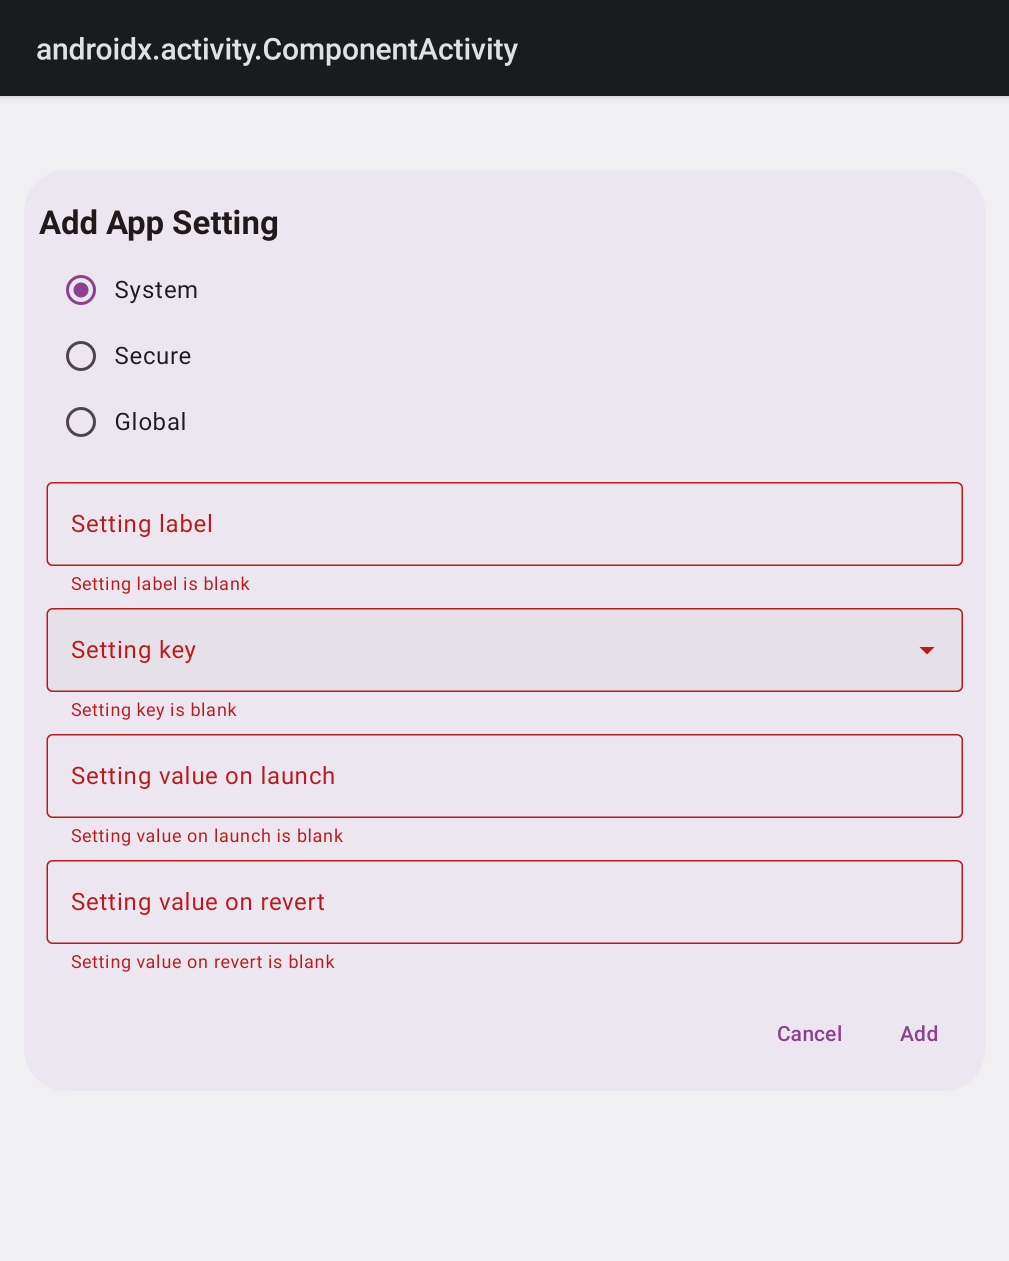 androidx.activity.ComponentActivity
Add App Setting
System
Secure
Global
Setting label
Setting label is blank
Setting key
Setting key is blank
Setting value on launch
Setting value on launch is blank
Setting value on revert
Setting value on revert is blank
Cancel Add